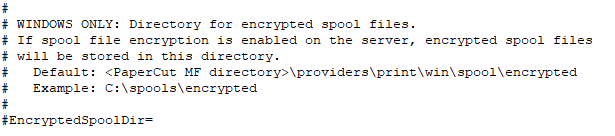 #
# WINDOWS ONLY: Directory for encrypted spool files.
# If spool file encryption is enabled on the server, encrypted spool files
# will be stored in this directory.
#   Default: <PaperCut MF directory>\providers\print\win\spool\encrypted
#   Example: C:\spools\encrypted
#
#EncryptedSpoolDir=